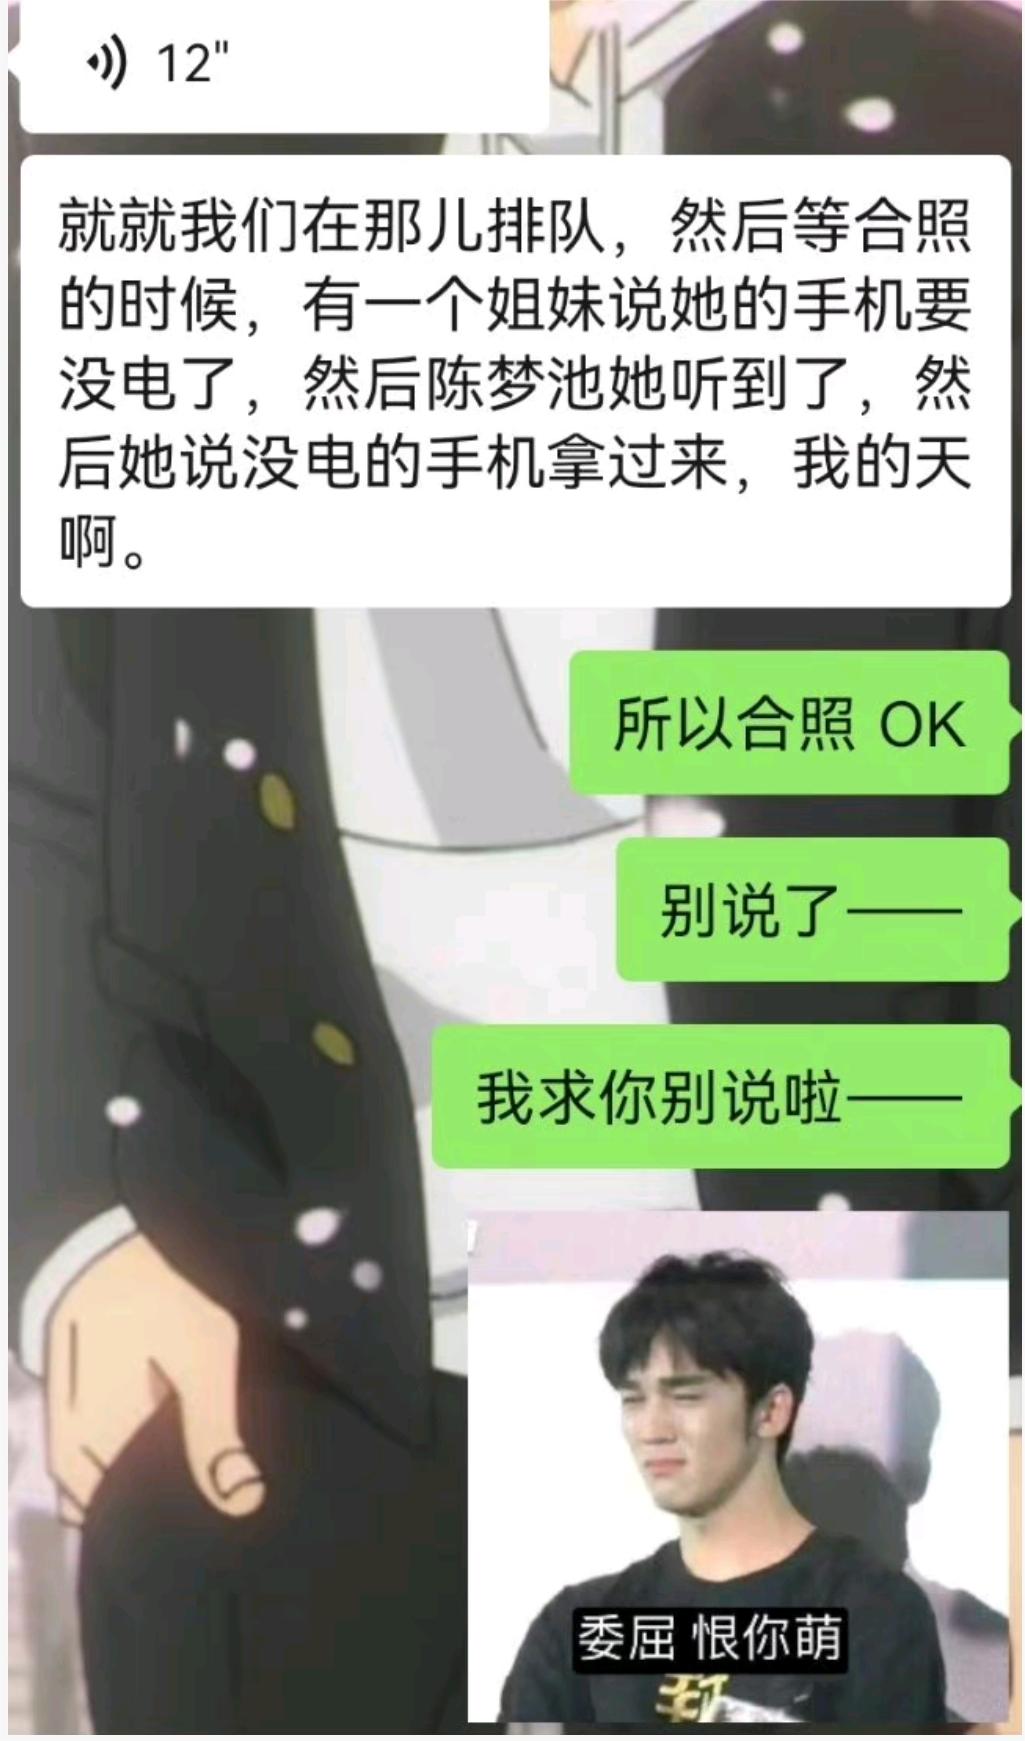 12"
就就我们在那儿排队，然后等合照
的时候，有一个姐妹说她的手机要
没电了，然后陈梦池她听到了，然
后她说没电的手机拿过来，我的天
啊。
所以合照 OK
别说了——
我求你别说啦——
委屈 恨你萌